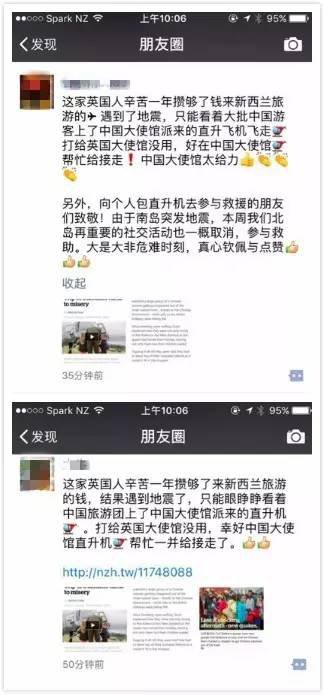 Spark NZ 上午10:06 95%
发现 朋友圈
这家英国人辛苦一年攒够了钱来新西兰旅
游的✈️ 遇到了地震，只能看着大批中国游
客上了中国大使馆派来的直升飞机飞走🚁
打给英国大使馆没用，好在中国大使馆🚁
帮忙给接走❗️ 中国大使馆太给力👍👏👏
👏
另外，向个人包直升机去参与救援的朋友
们致敬！由于南岛突发地震，本周我们北
岛再重要的社交活动也一概取消，参与救
助。大是大非危难时刻，真心钦佩与点赞👍
👍👍
收起
to misery
35分钟前
Spark NZ 上午10:06 95%
发现 朋友圈
这家英国人辛苦一年攒够了来新西兰旅游
的钱，结果遇到地震了，只能眼睁睁看着
中国旅游团上了中国大使馆派来的直升机
🚁 。打给英国大使馆没用，幸好中国大使
馆直升机🚁 帮忙一并给接走了。👍👍
http://nzh.tw/11748088
to misery
50分钟前